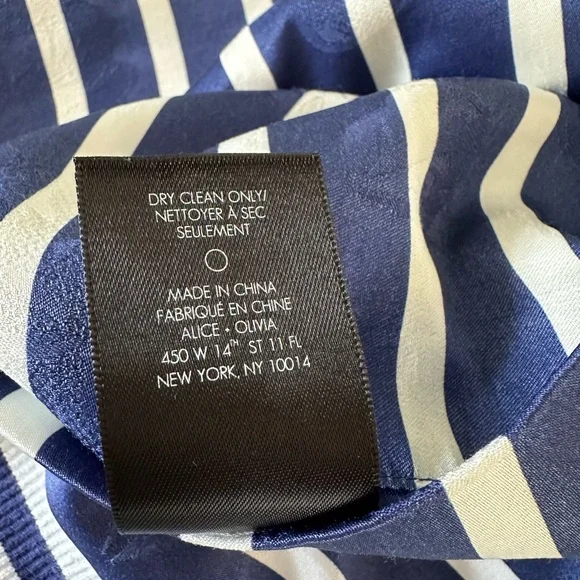 DRY CLEAN ONLY/
NETTOYER À SEC
SEULEMENT
MADE IN CHINA
FABRIQUÉ EN CHINE
ALICE • OLIVIA
450 W 14TH ST 11 FL
NEW YORK, NY 10014